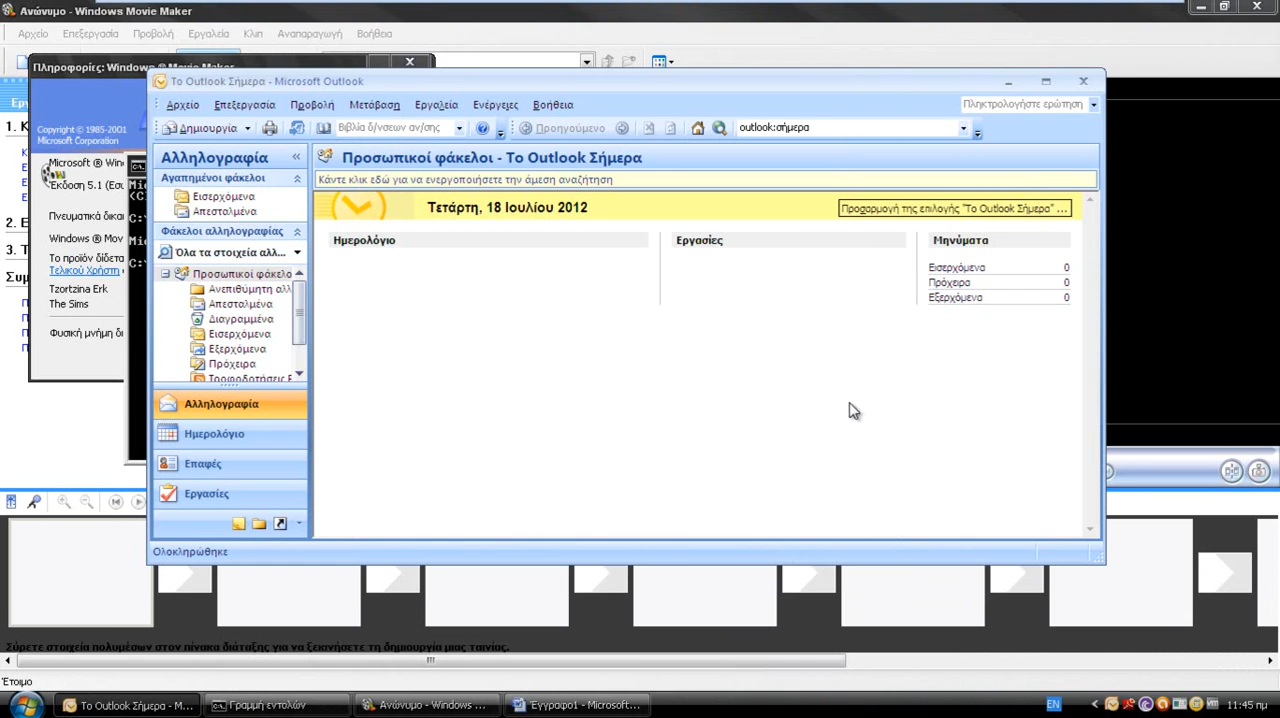 Ανώνυμο - Windows Movie Maker
Αρχείο Επεξεργασία Προβολή Εργαλεία Κλιπ Αναπαραγωγή Βοήθεια
Πληροφορίες: Windows ® Movie Maker
Copyright © 1985-2001
Microsoft Corporation
Microsoft ® Win
Έκδοση 5.1 (Εσι
Πνευματικά δικαι
Windows ® Mov
Το προϊόν δίδετα
Τελικού Χρήστη
Tzortzina Erk
The Sims
Φυσική μνήμη δι
Το Outlook Σήμερα - Microsoft Outlook
Αρχείο Επεξεργασία Προβολή Μετάβαση Εργαλεία Ενέργειες Βοήθεια
Πληκτρολογήστε ερώτηση
Δημιουργία Βιβλία δ/νσεων αν/σης Προηγούμενο outlook:σήμερα
Αλληλογραφία
Προσωπικοί φάκελοι - Το Outlook Σήμερα
Αγαπημένοι φάκελοι
Κάντε κλικ εδώ για να ενεργοποιήσετε την άμεση αναζήτηση
Εισερχόμενα
Απεσταλμένα
Τετάρτη, 18 Ιουλίου 2012
Προσαρμογή της επιλογής "Το Outlook Σήμερα" ...
Φάκελοι αλληλογραφίας
Όλα τα στοιχεία αλλ...
Ημερολόγιο Εργασίες Μηνύματα
Εισερχόμενα 0
Πρόχειρα 0
Εξερχόμενα 0
Προσωπικοί φάκελο
Ανεπιθύμητη αλλ
Απεσταλμένα
Διαγραμμένα
Εισερχόμενα
Εξερχόμενα
Πρόχειρα
Τροφοδοτήσεις
Αλληλογραφία
Ημερολόγιο
Επαφές
Εργασίες
Ολοκληρώθηκε
Σύρετε στοιχεία πολυμέσων στον πίνακα διάταξης για να ξεκινήσετε τη δημιουργία μιας ταινίας.
Έτοιμο
Το Outlook Σήμερα - M...
Γραμμή εντολών
Ανώνυμο - Windows ...
Έγγραφο1 - Microsoft...
EN
11:45 πμ